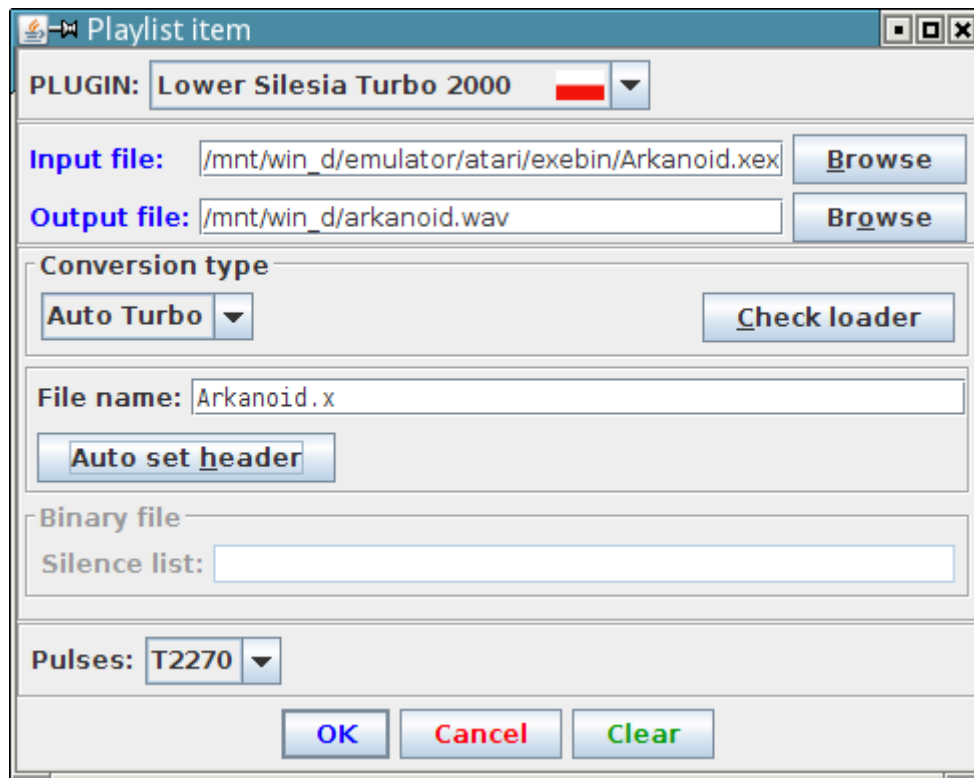 Playlist item
PLUGIN: Lower Silesia Turbo 2000
Input file: /mnt/win_d/emulator/atari/exebin/Arkanoid.xex Browse
Output file: /mnt/win_d/arkanoid.wav Browse
Conversion type
Auto Turbo Check loader
File name: Arkanoid.x
Auto set header
Binary file
Silence list:
Pulses: T2270
OK Cancel Clear